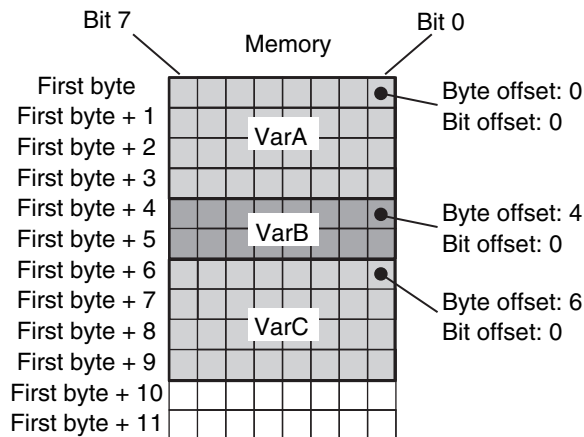 Bit 7
Bit 0
Memory
First byte
First byte + 1
First byte + 2
First byte + 3
First byte + 4
First byte + 5
First byte + 6
First byte + 7
First byte + 8
First byte + 9
First byte + 10
First byte + 11
VarA
VarB
VarC
Byte offset: 0
Bit offset: 0
Byte offset: 4
Bit offset: 0
Byte offset: 6
Bit offset: 0